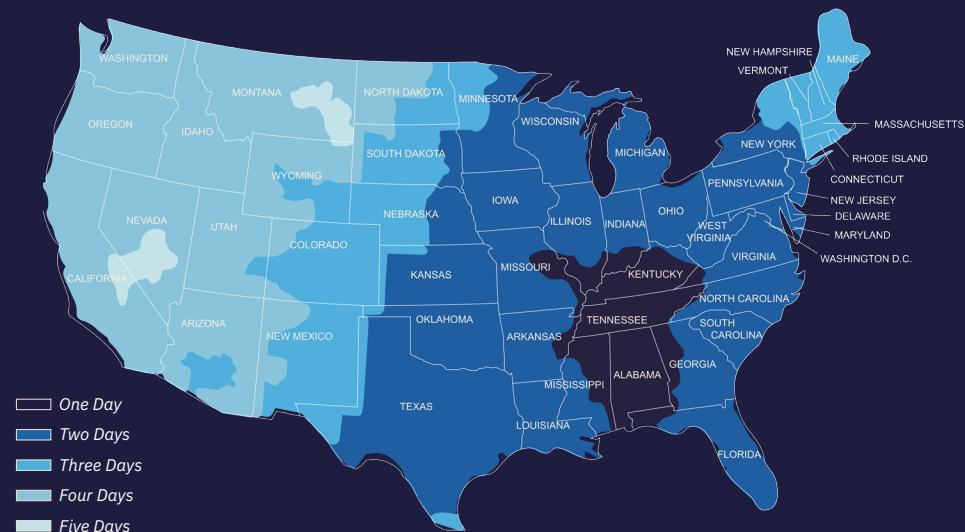 WASHINGTON
OREGON
IDAHO
MONTANA
NORTH DAKOTA
MINNESOTA
WISCONSIN
MICHIGAN
NEW HAMPSHIRE
VERMONT
MAINE
MASSACHUSETTS
RHODE ISLAND
CONNECTICUT
NEW YORK
SOUTH DAKOTA
WYOMING
NEBRASKA
IOWA
ILLINOIS
INDIANA
OHIO
PENNSYLVANIA
NEW JERSEY
DELAWARE
MARYLAND
WASHINGTON D.C.
WEST
VIRGINIA
VIRGINIA
NEVADA
UTAH
COLORADO
KANSAS
MISSOURI
KENTUCKY
CALIFORNIA
ARIZONA
NEW MEXICO
OKLAHOMA
ARKANSAS
TENNESSEE
NORTH CAROLINA
SOUTH
CAROLINA
GEORGIA
ALABAMA
MISSISSIPPI
TEXAS
LOUISIANA
FLORIDA
One Day
Two Days
Three Days
Four Days
Five Days